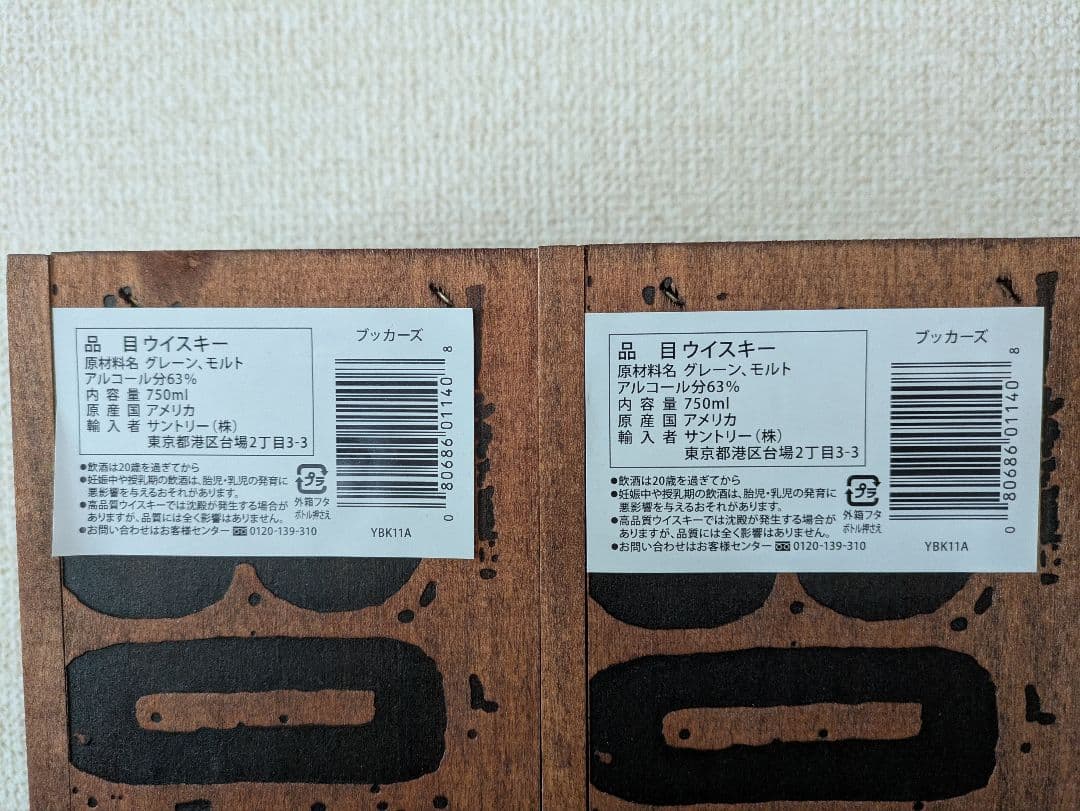 品 目 ウイスキー
原材料名 グレーン、モルト
アルコール分63%
内容量 750ml
原産国 アメリカ
輸入者 サントリー(株)
東京都港区台場2丁目3-3
●飲酒は20歳を過ぎてから
●妊娠中や授乳期の飲酒は、胎児・乳児の発育に
悪影響を与えるおそれがあります。
●高品質ウイスキーでは沈殿が発生する場合が
ありますが、品質には全く影響はありません。
●お問い合わせはお客様センター 0120-139-310
プラ
外箱フタ
ボトル押さえ
ブッカーズ
0 80686 01140 8
YBK11A
品 目 ウイスキー
原材料名 グレーン、モルト
アルコール分63%
内容量 750ml
原産国 アメリカ
輸入者 サントリー(株)
東京都港区台場2丁目3-3
●飲酒は20歳を過ぎてから
●妊娠中や授乳期の飲酒は、胎児・乳児の発育に
悪影響を与えるおそれがあります。
●高品質ウイスキーでは沈殿が発生する場合が
ありますが、品質には全く影響はありません。
●お問い合わせはお客様センター 0120-139-310
プラ
外箱フタ
ボトル押さえ
ブッカーズ
0 80686 01140 8
YBK11A